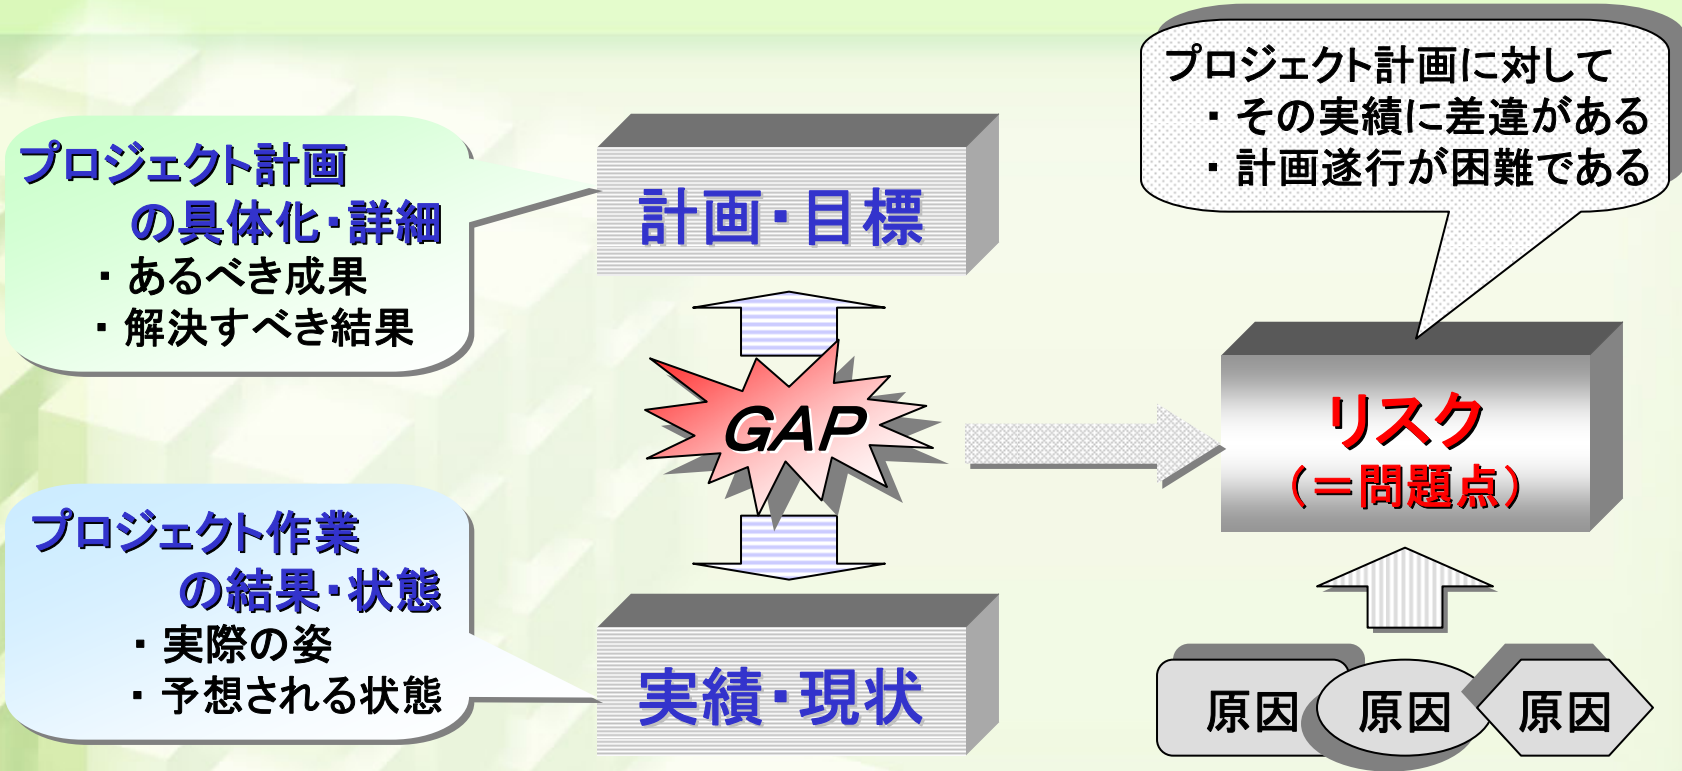 プロジェクト計画に対して
・その実績に差違がある
・計画遂行が困難である
プロジェクト計画
の具体化・詳細
・あるべき成果
・解決すべき結果
計画・目標
GAP
リスク
（＝問題点）
プロジェクト作業
の結果・状態
・実際の姿
・予想される状態
実績・現状
原因
原因
原因